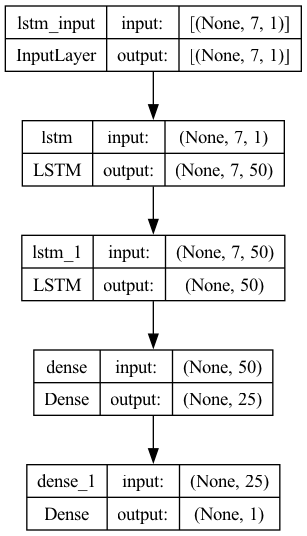 lstm_input input: [(None, 7, 1)]
InputLayer output: [(None, 7, 1)]
lstm input: (None, 7, 1)
LSTM output: (None, 7, 50)
lstm_1 input: (None, 7, 50)
LSTM output: (None, 50)
dense input: (None, 50)
Dense output: (None, 25)
dense_1 input: (None, 25)
Dense output: (None, 1)